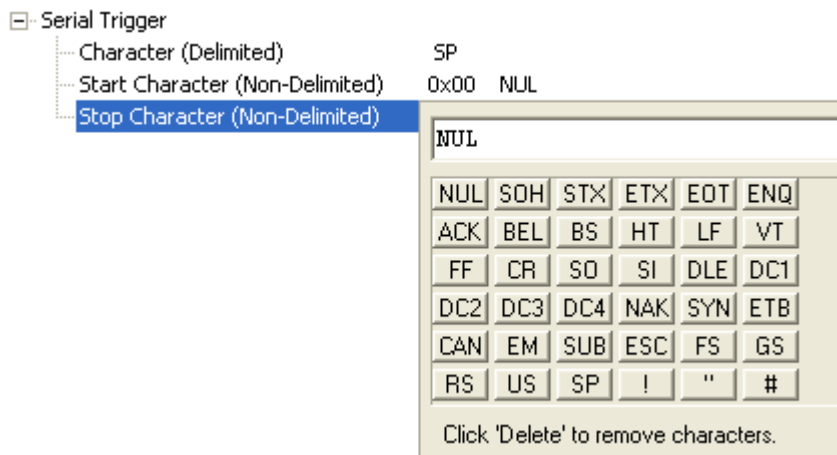 Serial Trigger
Character (Delimited) SP
Start Character (Non-Delimited) 0x00 NUL
Stop Character (Non-Delimited)
NUL
NUL SOH STX ETX EOT ENQ
ACK BEL BS HT LF VT
FF CR SO SI DLE DC1
DC2 DC3 DC4 NAK SYN ETB
CAN EM SUB ESC FS GS
RS US SP ! " #
Click 'Delete' to remove characters.